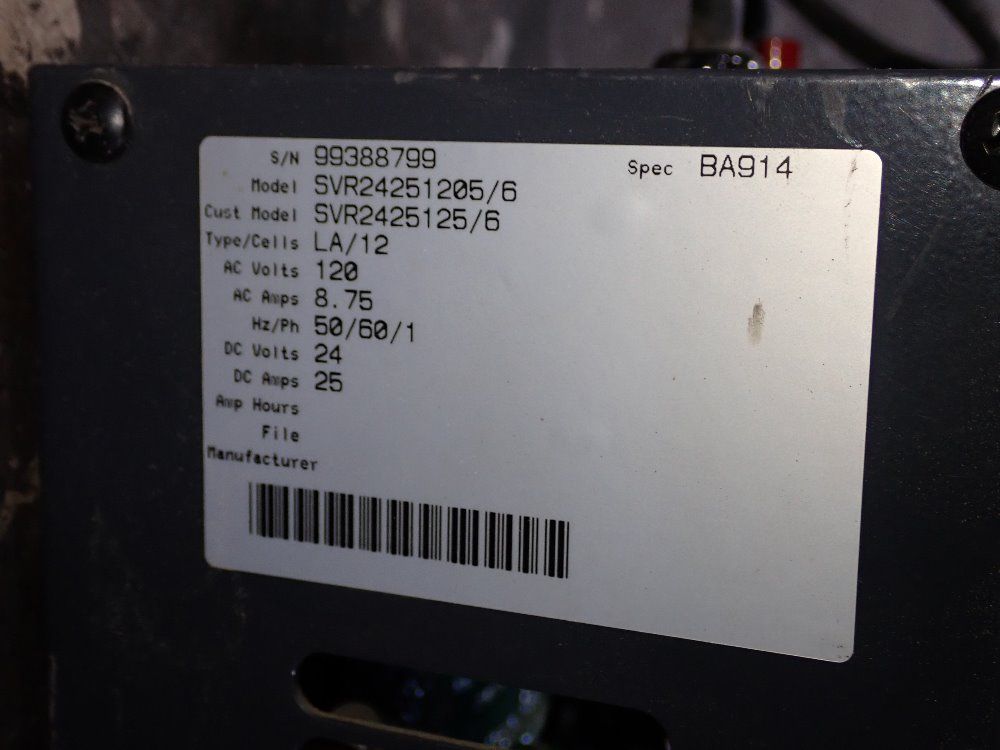 S/N 99388799 Spec BA914
Model SVR24251205/6
Cust Model SVR2425125/6
Type/Cells LA/12
AC Volts 120
AC Amps 8.75
Hz/Ph 50/60/1
DC Volts 24
DC Amps 25
Amp Hours
File
Manufacturer